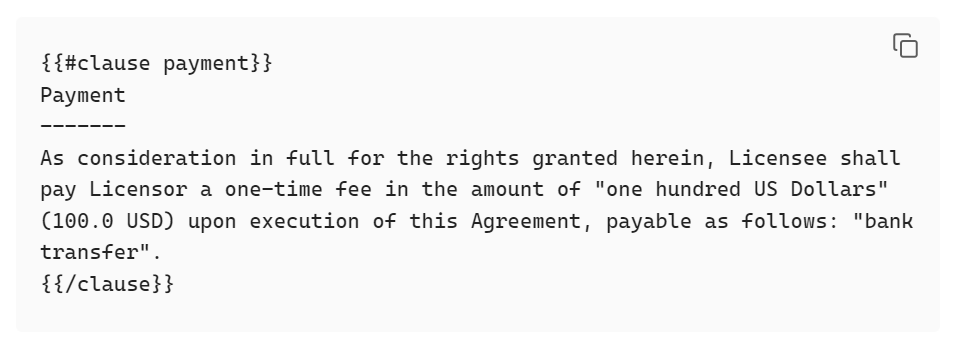 {{#clause payment}}
Payment
-------
As consideration in full for the rights granted herein, Licensee shall
pay Licensor a one-time fee in the amount of "one hundred US Dollars"
(100.0 USD) upon execution of this Agreement, payable as follows: "bank
transfer".
{{/clause}}